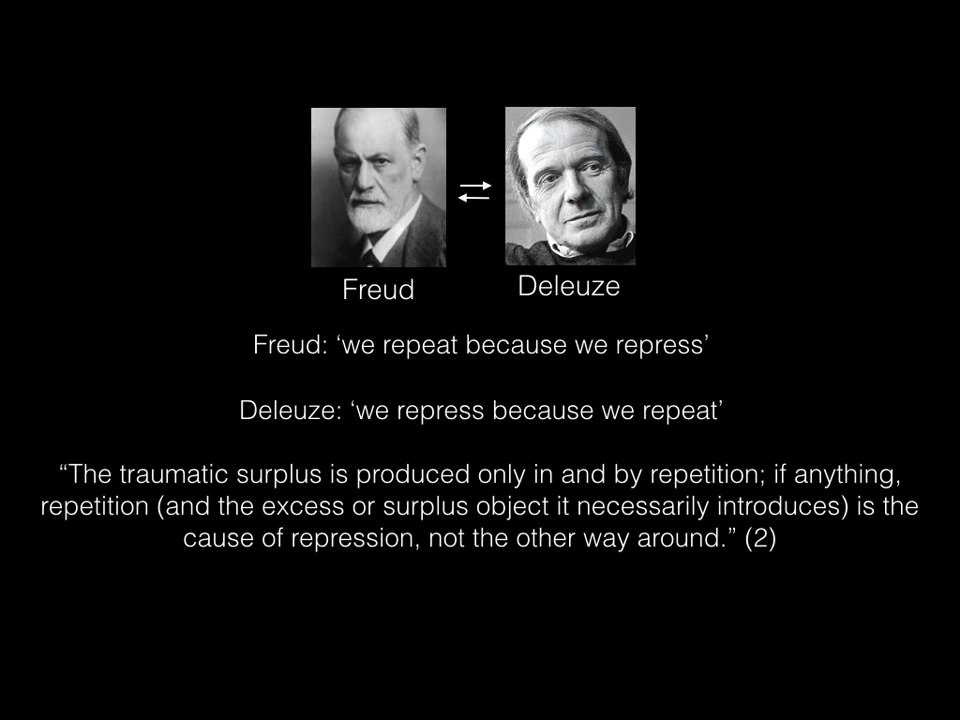 Freud
Deleuze
Freud: ‘we repeat because we repress’
Deleuze: ‘we repress because we repeat’
“The traumatic surplus is produced only in and by repetition; if anything,
repetition (and the excess or surplus object it necessarily introduces) is the
cause of repression, not the other way around.” (2)